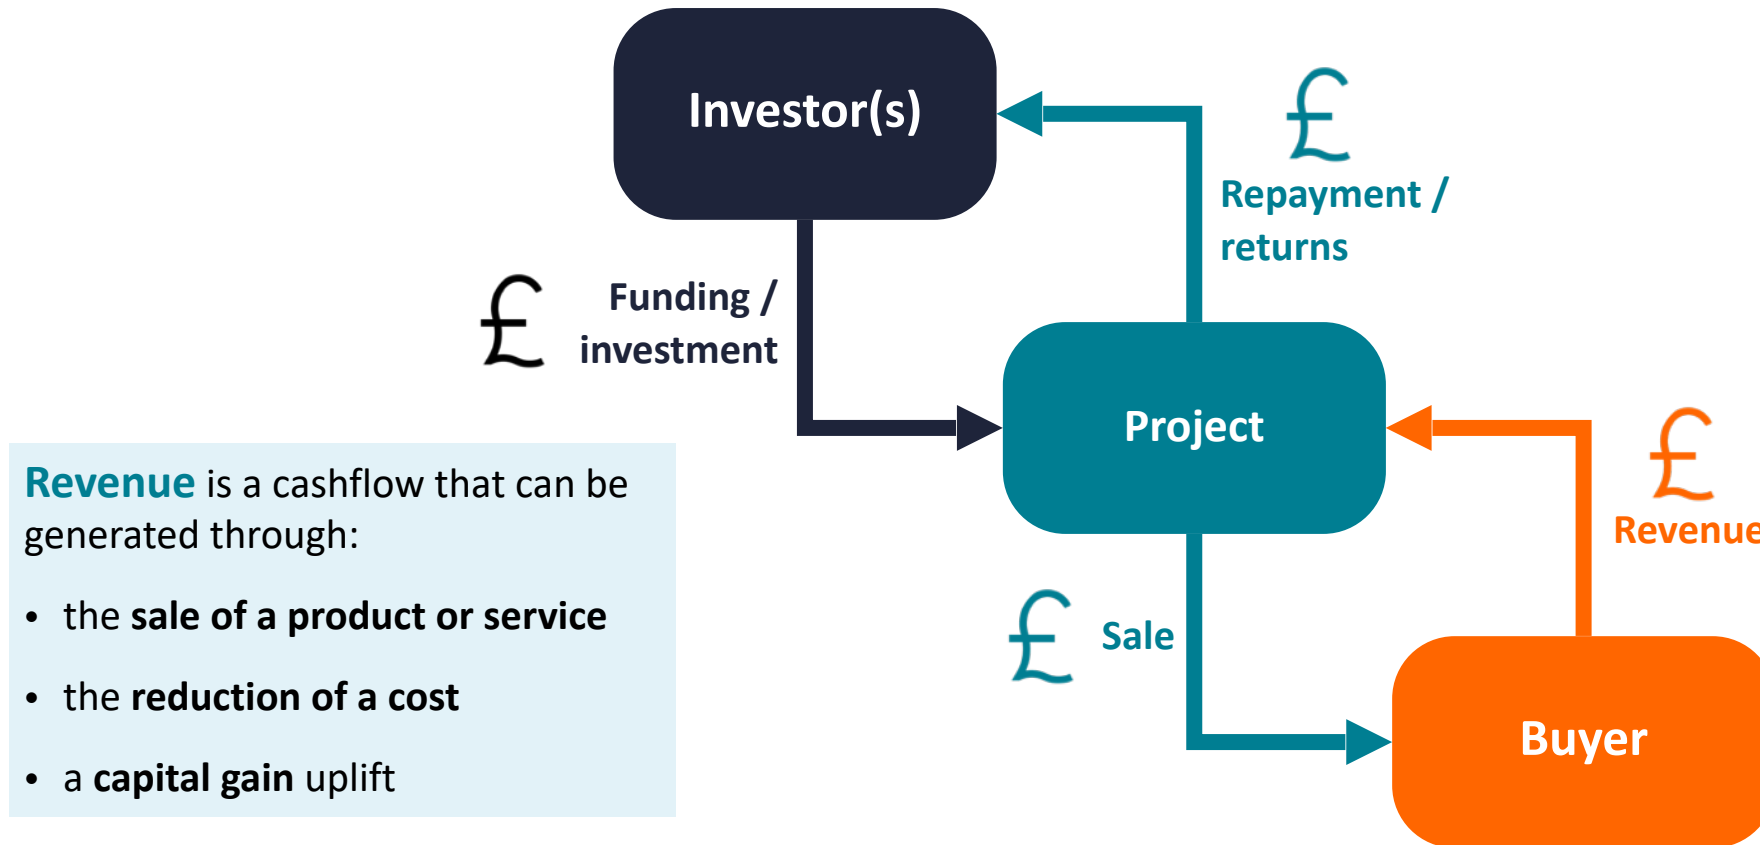 Investor(s)
£
Repayment /
returns
£
Funding /
investment
Project
£
Revenue
Revenue is a cashflow that can be
generated through:
• the sale of a product or service
• the reduction of a cost
• a capital gain uplift
£
Sale
Buyer